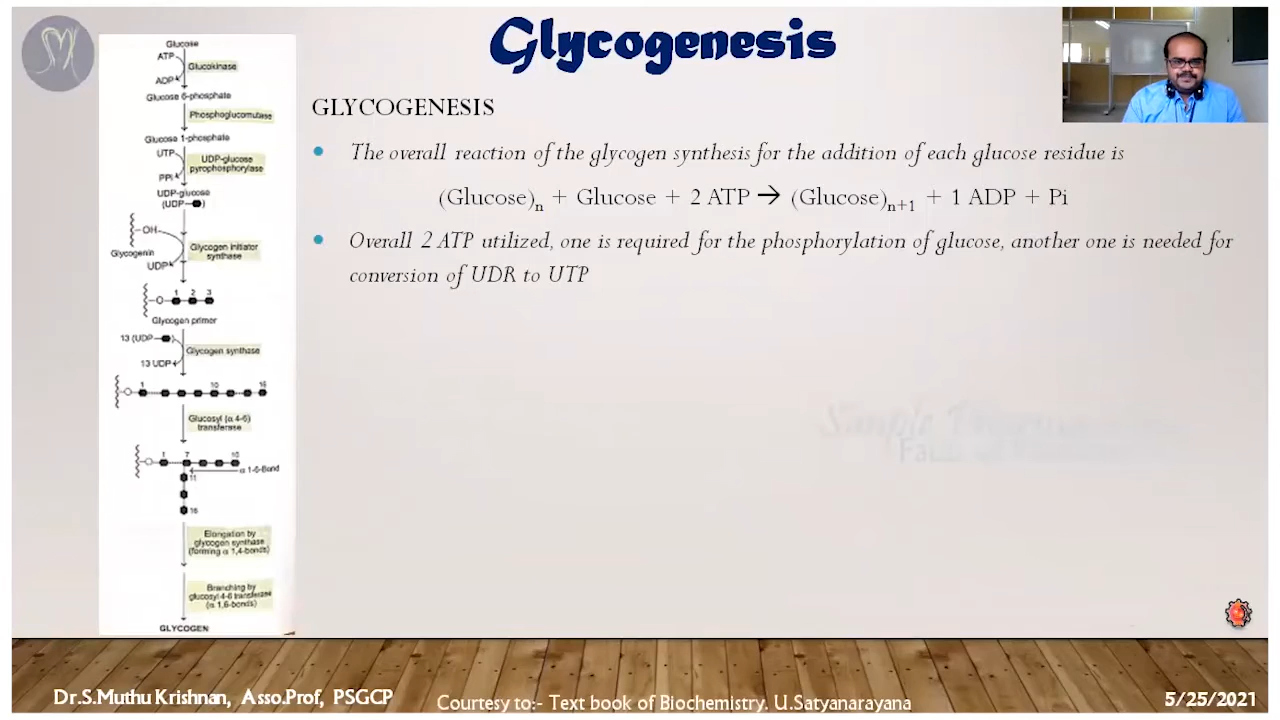 Glycogenesis
Glucose
ATP
Glucokinase
ADP
Glucose 6-phosphate
Phosphoglucomutase
Glucose 1-phosphate
UTP
UDP-glucose
pyrophosphorylase
PPi
UDP-glucose
(UDP- )
OH
Glycogenin
Glycogen initiator
synthase
UDP
O 1 2 3
Glycogen primer
13 (UDP- )
Glycogen synthase
13 UDP
O 1 10 16
Glucosyl (α 4-6)
transferase
O 1 7 10
α 1-6-Bond
11
16
Elongation by
glycogen synthase
(forming α 1,4-bonds)
Branching by
glucosyl 4-6 transferase
(α 1,6-bonds)
GLYCOGEN
GLYCOGENESIS
• The overall reaction of the glycogen synthesis for the addition of each glucose residue is
(Glucose)n + Glucose + 2 ATP → (Glucose)n+1 + 1 ADP + Pi
• Overall 2 ATP utilized, one is required for the phosphorylation of glucose, another one is needed for
conversion of UDR to UTP
Dr.S.Muthu Krishnan, Asso.Prof, PSGCP
Courtesy to:- Text book of Biochemistry. U.Satyanarayana
5/25/2021